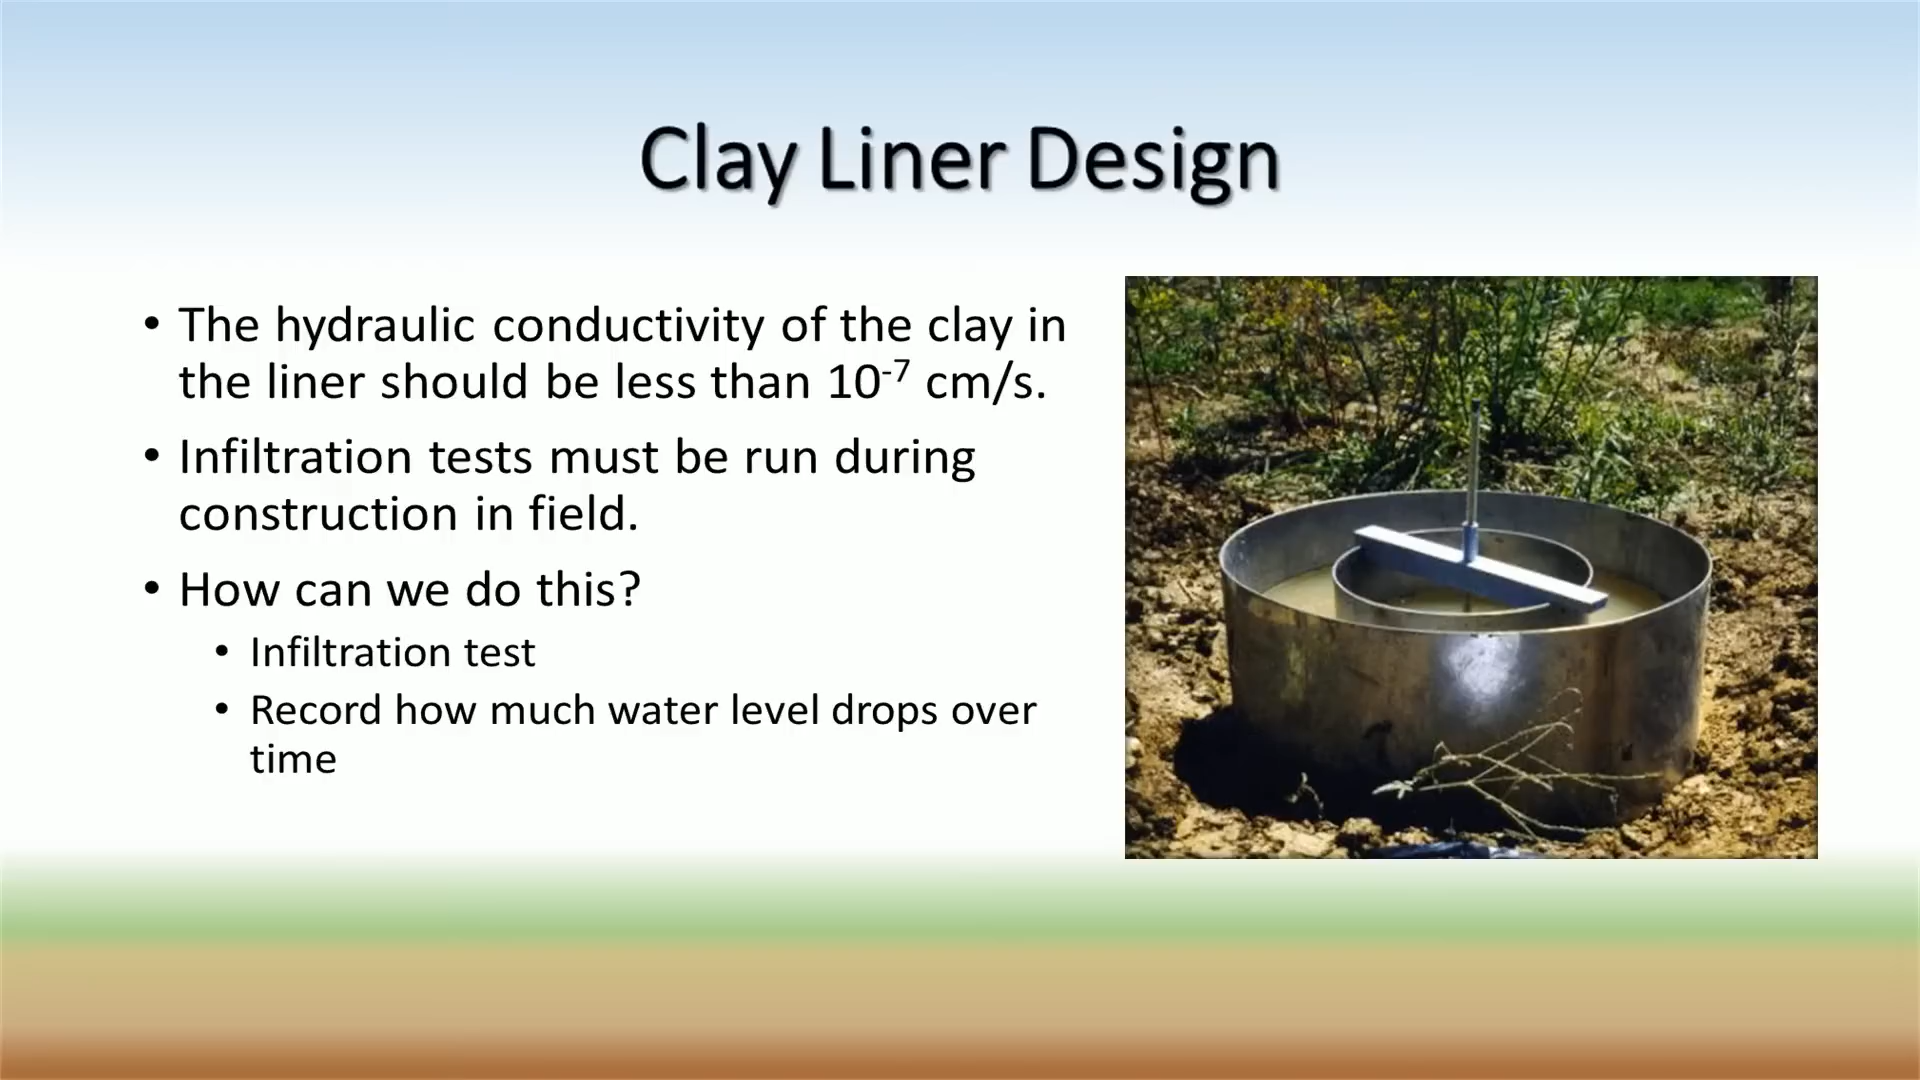 Clay Liner Design
• The hydraulic conductivity of the clay in
the liner should be less than 10⁻⁷ cm/s.
• Infiltration tests must be run during
construction in field.
• How can we do this?
• Infiltration test
• Record how much water level drops over
time